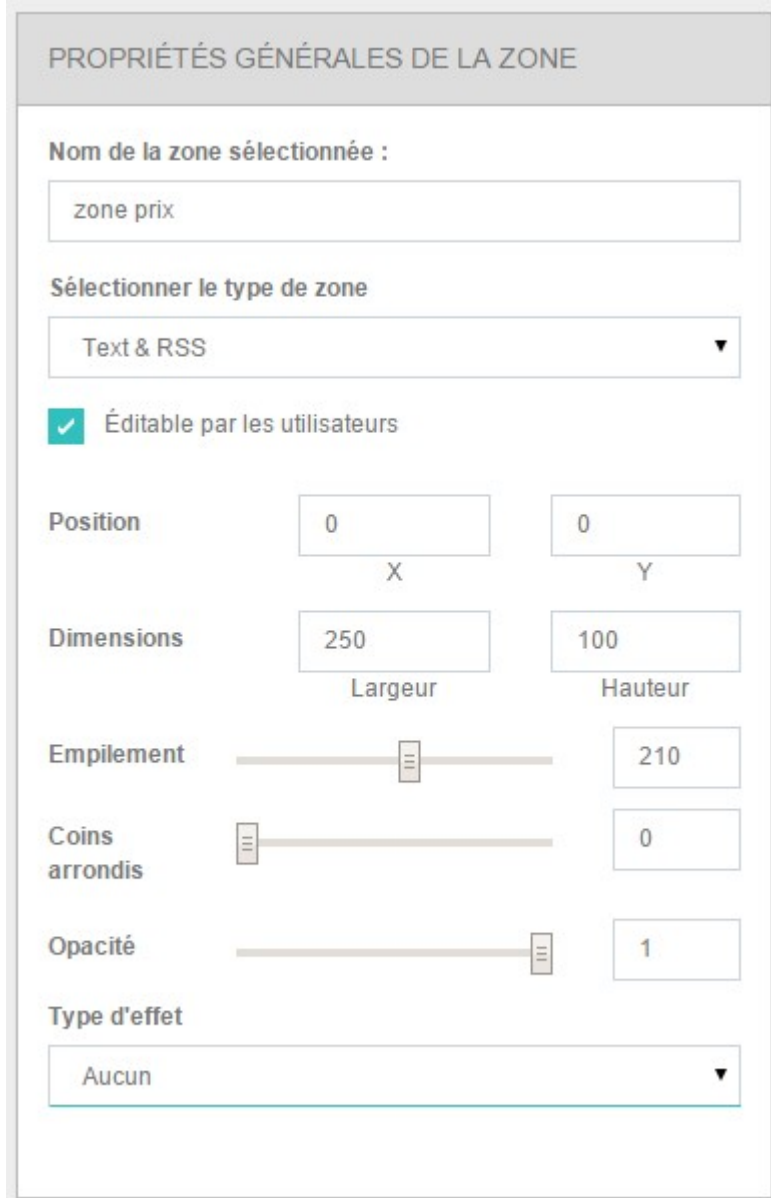 PROPRIÉTÉS GÉNÉRALES DE LA ZONE
Nom de la zone sélectionnée :
zone prix
Sélectionner le type de zone
Text & RSS
Éditable par les utilisateurs
Position
0
0
X
Y
Dimensions
250
100
Largeur
Hauteur
Empilement
210
Coins
arrondis
0
Opacité
1
Type d'effet
Aucun